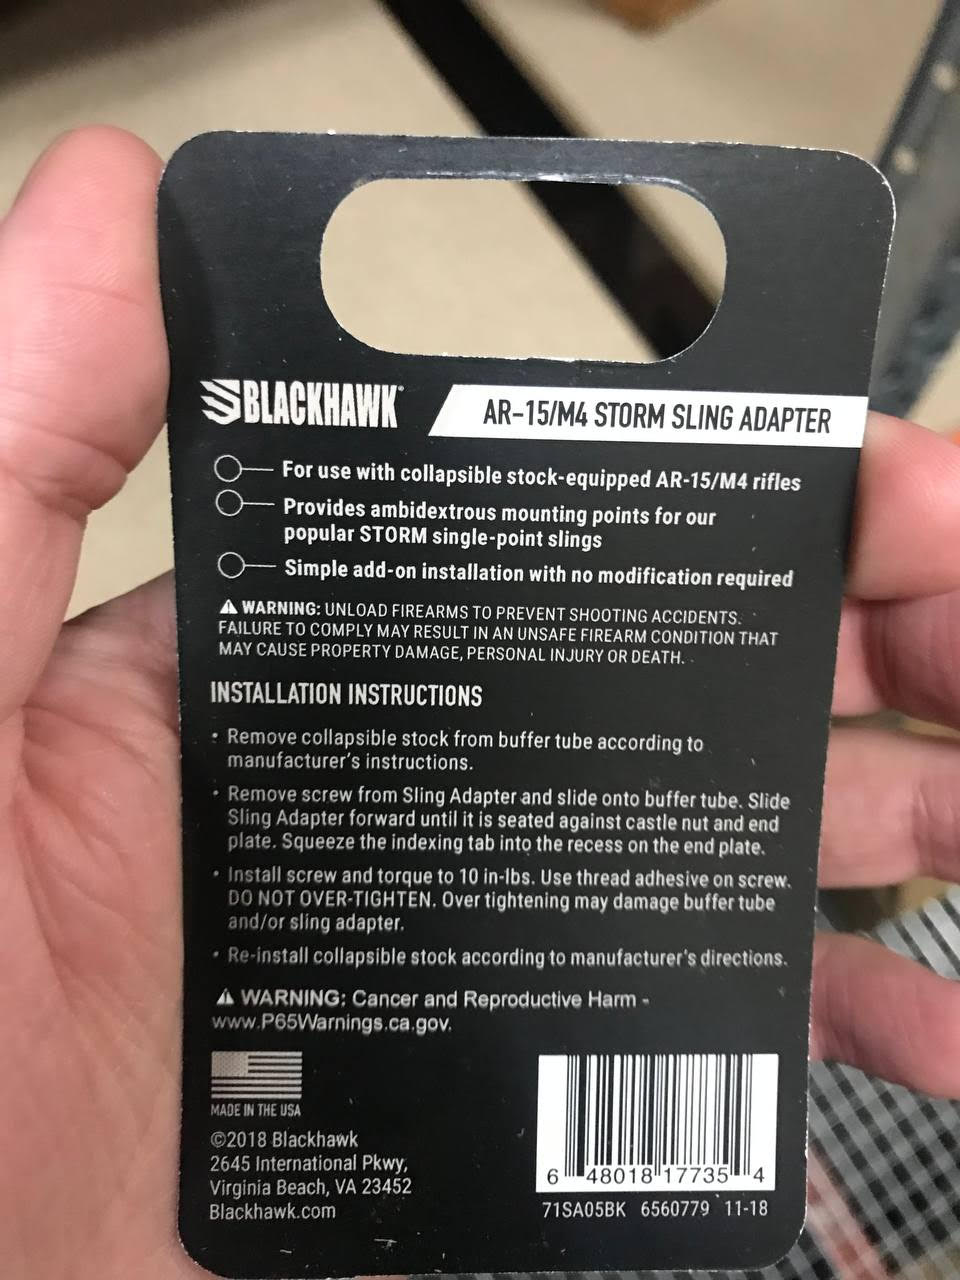 BLACKHAWK
AR-15/M4 STORM SLING ADAPTER
For use with collapsible stock-equipped AR-15/M4 rifles
Provides ambidextrous mounting points for our
popular STORM single-point slings
Simple add-on installation with no modification required
⚠ WARNING: UNLOAD FIREARMS TO PREVENT SHOOTING ACCIDENTS.
FAILURE TO COMPLY MAY RESULT IN AN UNSAFE FIREARM CONDITION THAT
MAY CAUSE PROPERTY DAMAGE, PERSONAL INJURY OR DEATH.
INSTALLATION INSTRUCTIONS
• Remove collapsible stock from buffer tube according to
manufacturer's instructions.
• Remove screw from Sling Adapter and slide onto buffer tube. Slide
Sling Adapter forward until it is seated against castle nut and end
plate. Squeeze the indexing tab into the recess on the end plate.
• Install screw and torque to 10 in-lbs. Use thread adhesive on screw.
DO NOT OVER-TIGHTEN. Over tightening may damage buffer tube
and/or sling adapter.
• Re-install collapsible stock according to manufacturer's directions.
⚠ WARNING: Cancer and Reproductive Harm -
www.P65Warnings.ca.gov.
MADE IN THE USA
©2018 Blackhawk
2645 International Pkwy,
Virginia Beach, VA 23452
Blackhawk.com
6 48018 17735 4
71SA05BK 6560779 11-18